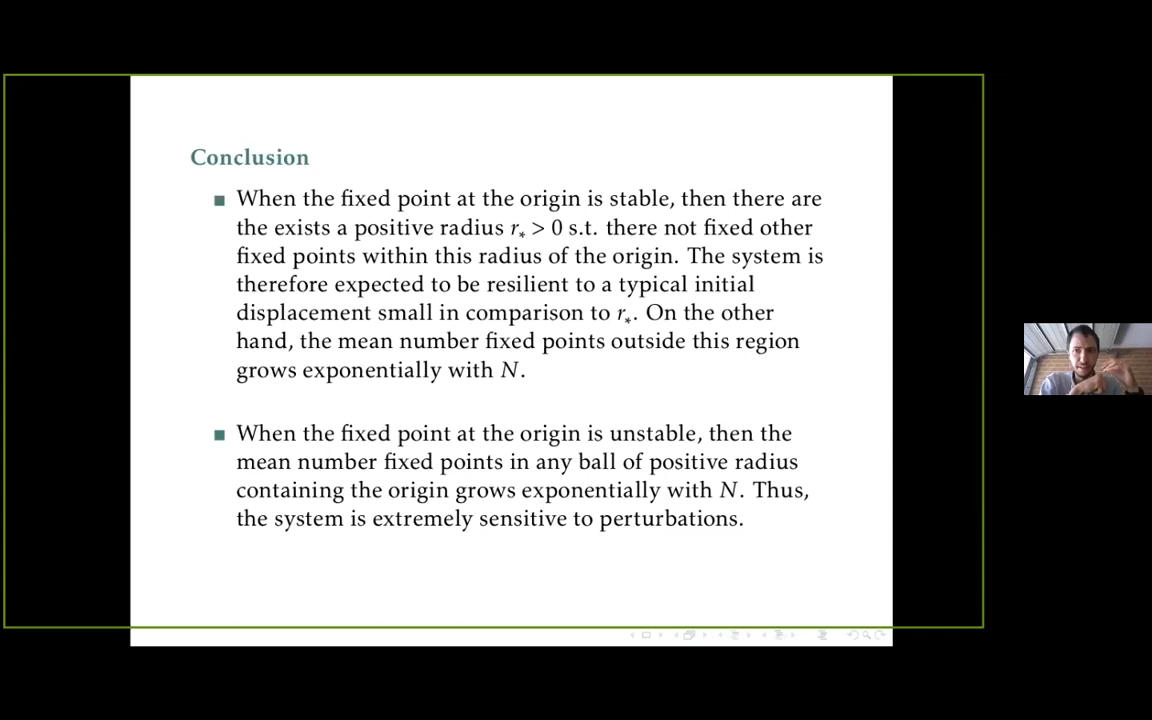 Conclusion
When the fixed point at the origin is stable, then there are
the exists a positive radius r* > 0 s.t. there not fixed other
fixed points within this radius of the origin. The system is
therefore expected to be resilient to a typical initial
displacement small in comparison to r*. On the other
hand, the mean number fixed points outside this region
grows exponentially with N.
When the fixed point at the origin is unstable, then the
mean number fixed points in any ball of positive radius
containing the origin grows exponentially with N. Thus,
the system is extremely sensitive to perturbations.